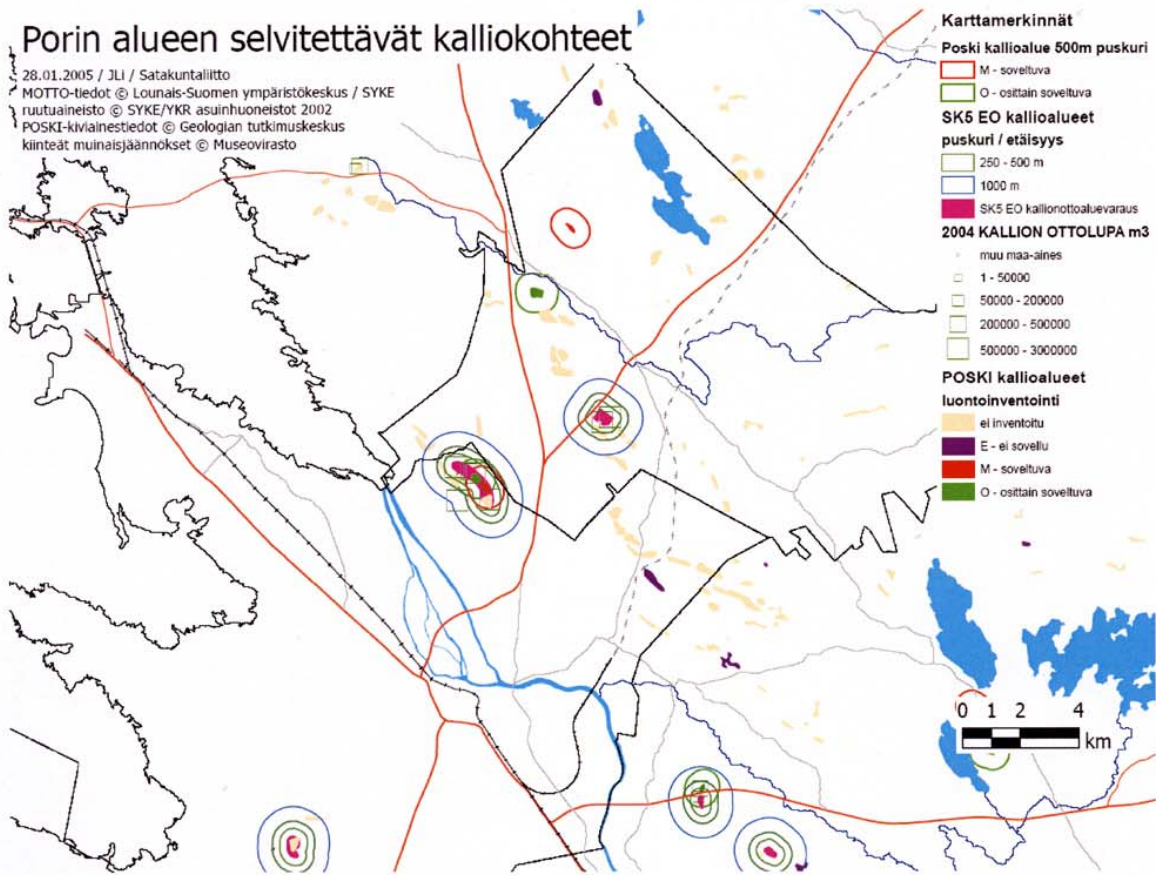 Porin alueen selvitettävät kalliokohteet
28.01.2005 / JLi / Satakuntaliitto
MOTTO-tiedot © Lounais-Suomen ympäristökeskus / SYKE
ruutuaineisto © SYKE/YKR asuinhuoneistot 2002
POSKI-kiviainestiedot © Geologian tutkimuskeskus
kiinteät muinaisjäännökset © Museovirasto
Karttamerkinnät
Poski kallioalue 500m puskuri
M - soveltuva
O - osittain soveltuva
SK5 EO kallioalueet
puskuri / etäisyys
250 - 500 m
1000 m
SK5 EO kallionottoaluevaraus
2004 KALLION OTTOLUPA m3
muu maa-aines
1 - 50000
50000 - 200000
200000 - 500000
500000 - 3000000
POSKI kallioalueet
luontoinventointi
ei inventoitu
E - ei sovellu
M - soveltuva
O - osittain soveltuva
0 1 2 4
km